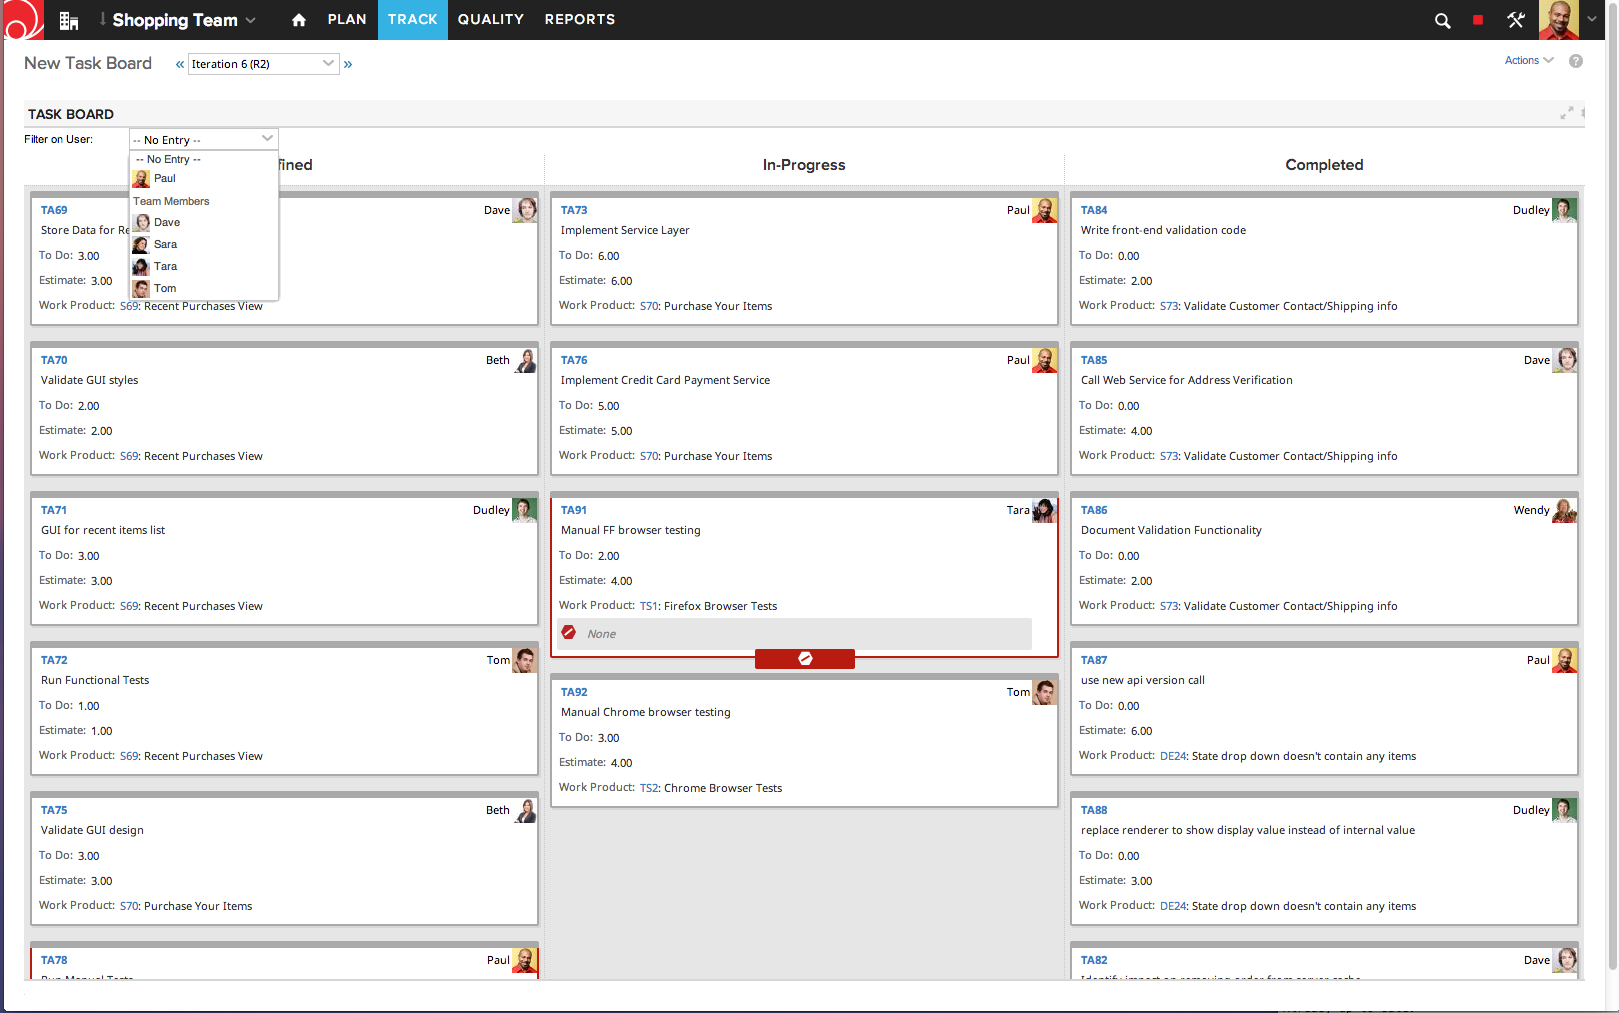 Shopping Team
PLAN
TRACK
QUALITY
REPORTS
New Task Board
« Iteration 6 (R2) »
Actions
?
TASK BOARD
Filter on User:
-- No Entry --
-- No Entry --
Paul
Team Members
Dave
Sara
Tara
Tom
fined
TA69 Dave
Store Data for Re
To Do: 3.00
Estimate: 3.00
Work Product: S69: Recent Purchases View
TA70 Beth
Validate GUI styles
To Do: 2.00
Estimate: 2.00
Work Product: S69: Recent Purchases View
TA71 Dudley
GUI for recent items list
To Do: 3.00
Estimate: 3.00
Work Product: S69: Recent Purchases View
TA72 Tom
Run Functional Tests
To Do: 1.00
Estimate: 1.00
Work Product: S69: Recent Purchases View
TA75 Beth
Validate GUI design
To Do: 3.00
Estimate: 3.00
Work Product: S70: Purchase Your Items
TA78 Paul
Run Manual Tests
In-Progress
TA73 Paul
Implement Service Layer
To Do: 6.00
Estimate: 6.00
Work Product: S70: Purchase Your Items
TA76 Paul
Implement Credit Card Payment Service
To Do: 5.00
Estimate: 5.00
Work Product: S70: Purchase Your Items
TA91 Tara
Manual FF browser testing
To Do: 2.00
Estimate: 4.00
Work Product: TS1: Firefox Browser Tests
None
TA92 Tom
Manual Chrome browser testing
To Do: 3.00
Estimate: 4.00
Work Product: TS2: Chrome Browser Tests
Completed
TA84 Dudley
Write front-end validation code
To Do: 0.00
Estimate: 2.00
Work Product: S73: Validate Customer Contact/Shipping info
TA85 Dave
Call Web Service for Address Verification
To Do: 0.00
Estimate: 4.00
Work Product: S73: Validate Customer Contact/Shipping info
TA86 Wendy
Document Validation Functionality
To Do: 0.00
Estimate: 2.00
Work Product: S73: Validate Customer Contact/Shipping info
TA87 Paul
use new api version call
To Do: 0.00
Estimate: 6.00
Work Product: DE24: State drop down doesn't contain any items
TA88 Dudley
replace renderer to show display value instead of internal value
To Do: 0.00
Estimate: 3.00
Work Product: DE24: State drop down doesn't contain any items
TA82 Dave
Identify impact on removing order from server cache